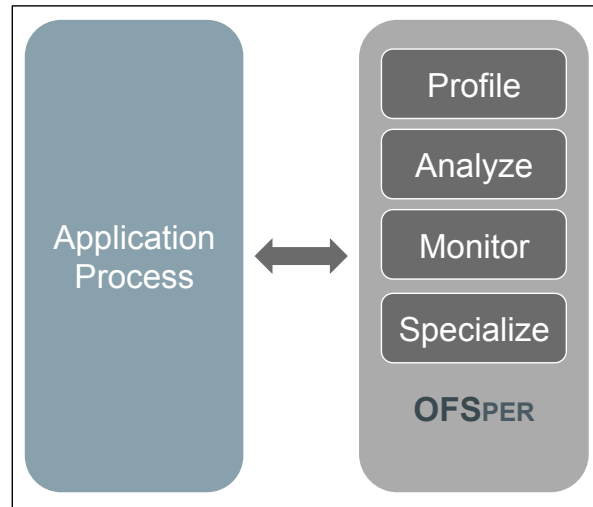 Application
Process
Profile
Analyze
Monitor
Specialize
OFSPER